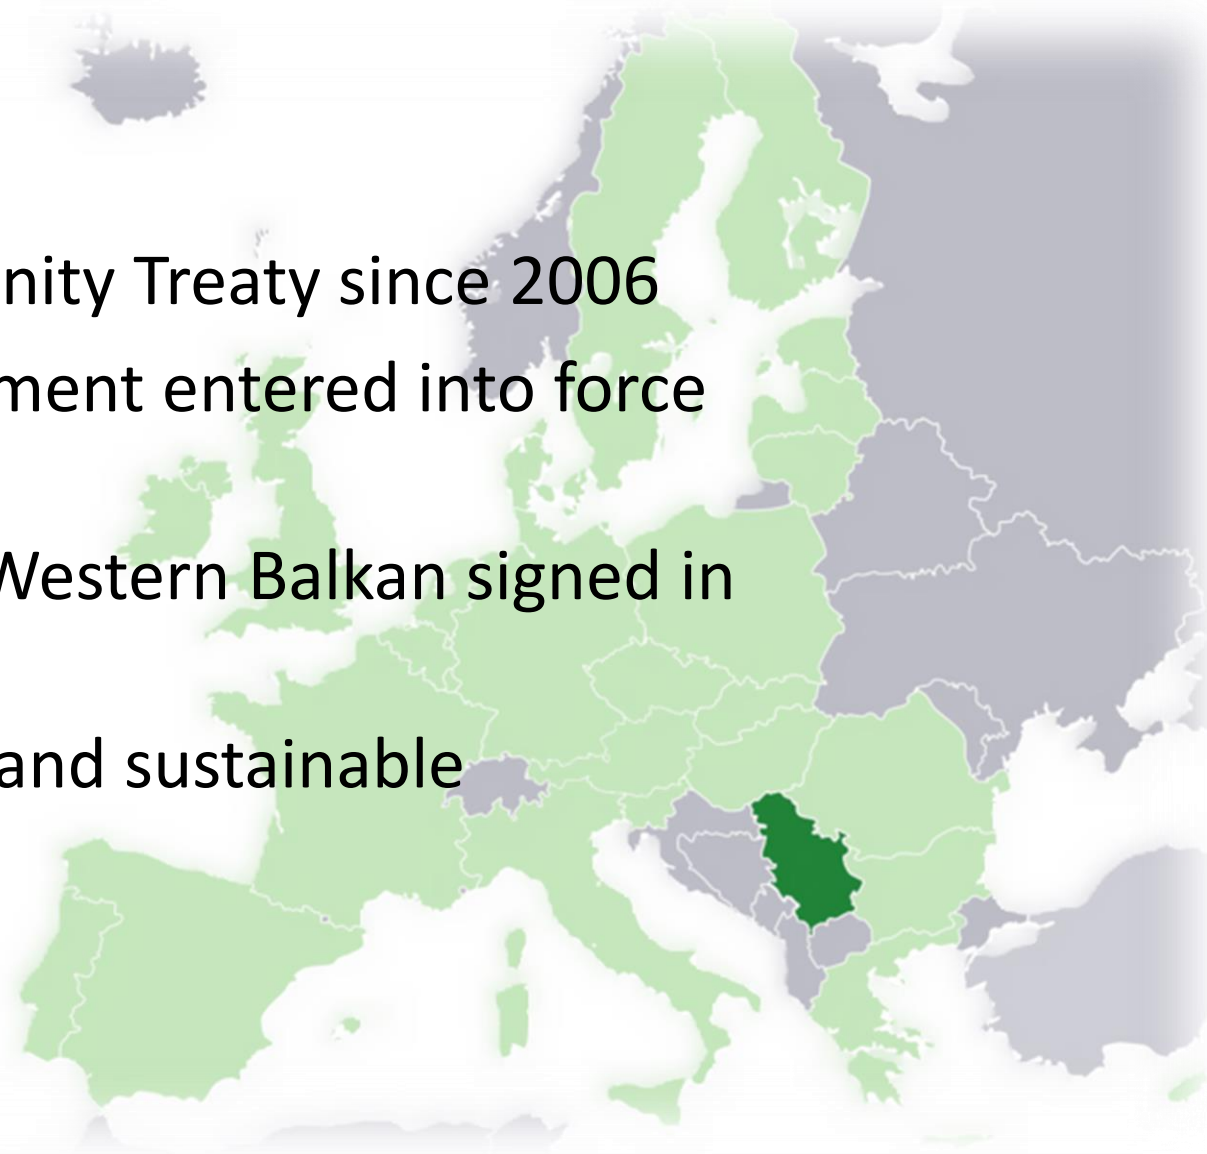 nity Treaty since 2006
ment entered into force
Western Balkan signed in
and sustainable